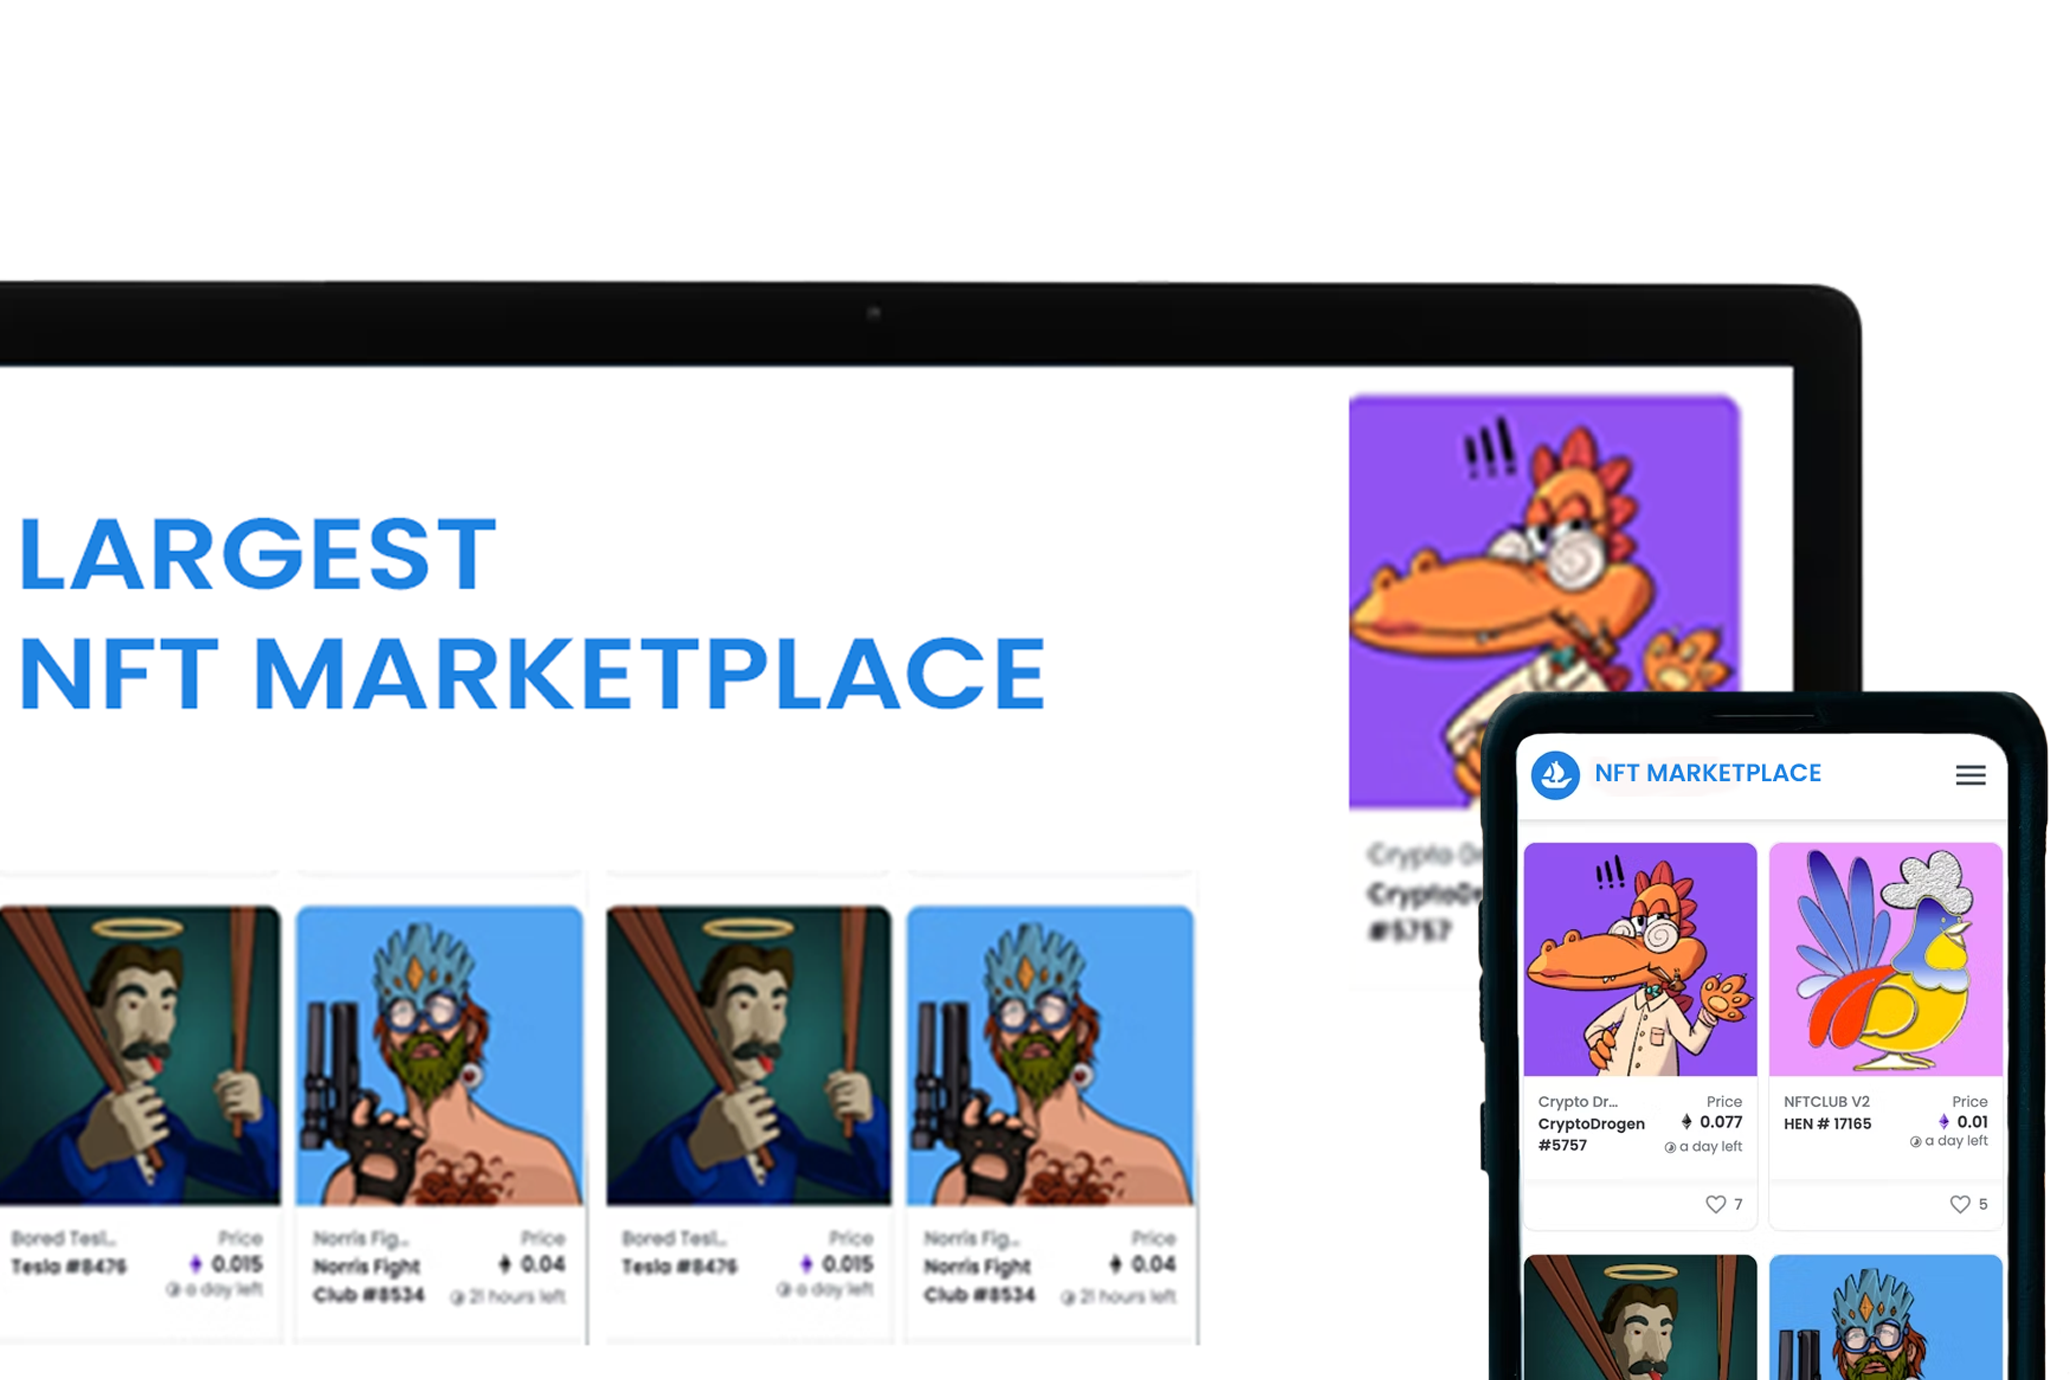 LARGEST
NFT MARKETPLACE
!!!
Crypto Dr
CryptoDr
#5757
Bored Tesl...
Price
Tesla #8476
0.015
a day left
Norris Fig...
Price
Norris Fight
0.04
Club #8534
21 hours left
Bored Tesl...
Price
Tesla #8476
0.015
a day left
Norris Fig...
Price
Norris Fight
0.04
Club #8534
21 hours left
NFT MARKETPLACE
!!!
Crypto Dr...
Price
CryptoDrogen
0.077
#5757
a day left
7
NFTCLUB V2
Price
HEN # 17165
0.01
a day left
5